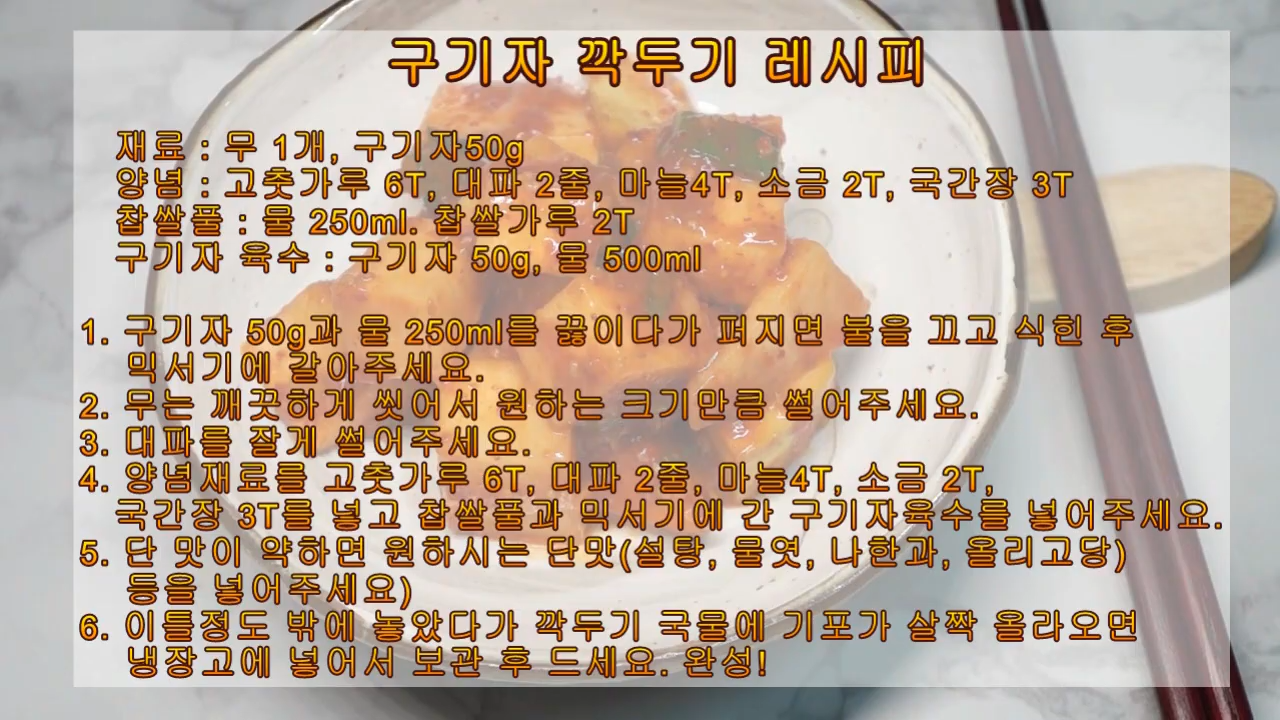 구기자 깍두기 레시피
재료 : 무 1개, 구기자50g
양념 : 고춧가루 6T, 대파 2줄, 마늘4T, 소금 2T, 국간장 3T
찹쌀풀 : 물 250ml. 찹쌀가루 2T
구기자 육수 : 구기자 50g, 물 500ml
1. 구기자 50g과 물 250ml를 끓이다가 퍼지면 불을 끄고 식힌 후
믹서기에 갈아주세요.
2. 무는 깨끗하게 씻어서 원하는 크기만큼 썰어주세요.
3. 대파를 잘게 썰어주세요.
4. 양념재료를 고춧가루 6T, 대파 2줄, 마늘4T, 소금 2T,
국간장 3T를 넣고 찹쌀풀과 믹서기에 간 구기자육수를 넣어주세요.
5. 단 맛이 약하면 원하시는 단맛(설탕, 물엿, 나한과, 올리고당)
등을 넣어주세요)
6. 이틀정도 밖에 놓았다가 깍두기 국물에 기포가 살짝 올라오면
냉장고에 넣어서 보관 후 드세요. 완성!